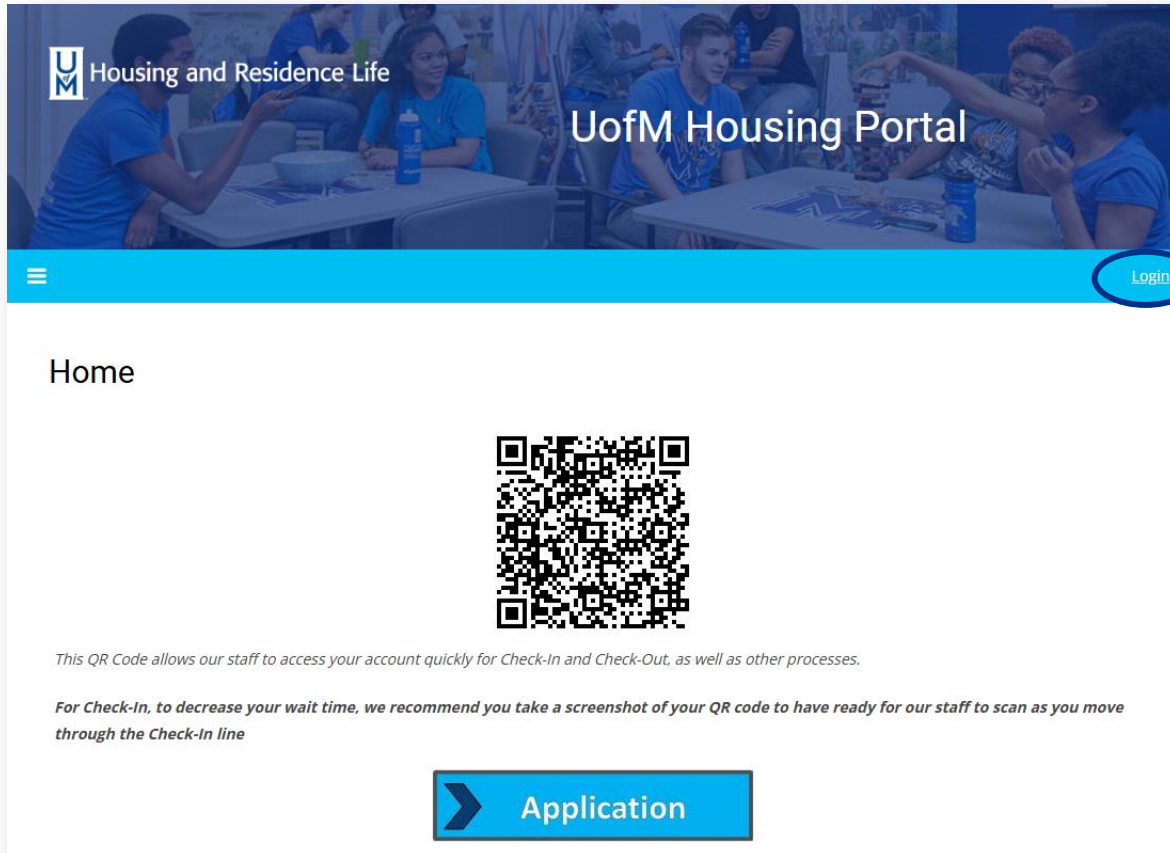 UM Housing and Residence Life
UofM Housing Portal
Login
Home
This QR Code allows our staff to access your account quickly for Check-In and Check-Out, as well as other processes.
For Check-In, to decrease your wait time, we recommend you take a screenshot of your QR code to have ready for our staff to scan as you move
through the Check-In line
Application